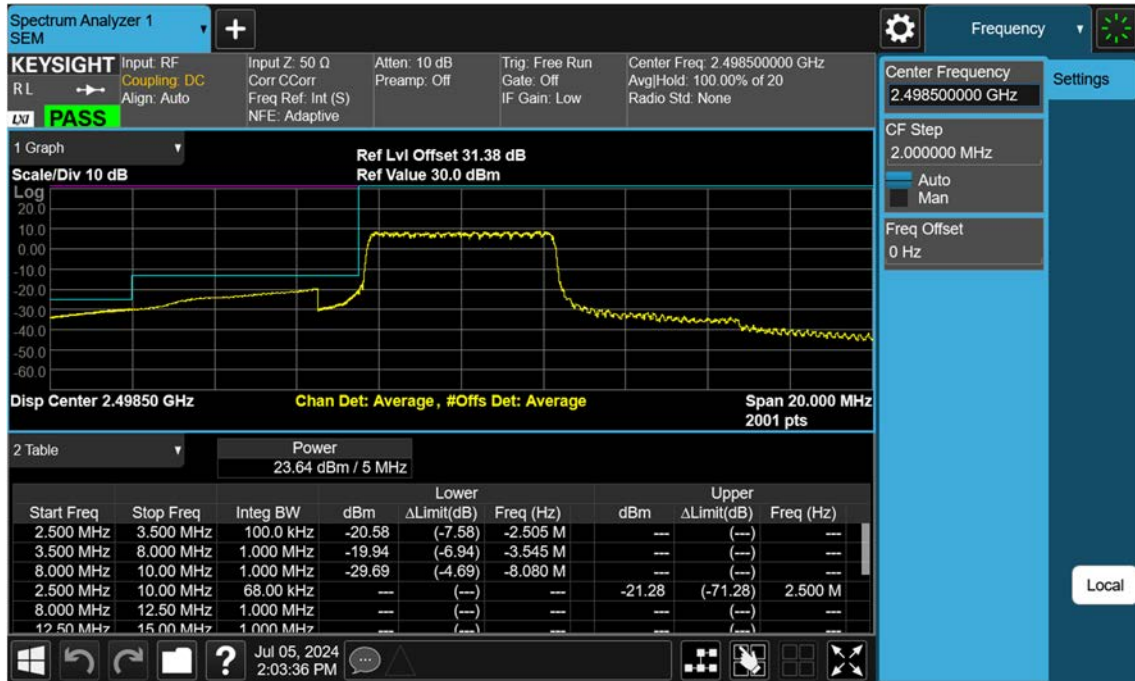 Spectrum Analyzer 1
SEM
Frequency
KEYSIGHT
R L
LXI PASS
Input: RF
Coupling: DC
Align: Auto
Input Z: 50 Ω
Corr CCorr
Freq Ref: Int (S)
NFE: Adaptive
Atten: 10 dB
Preamp: Off
Trig: Free Run
Gate: Off
IF Gain: Low
Center Freq: 2.498500000 GHz
Avg|Hold: 100.00% of 20
Radio Std: None
Center Frequency
2.498500000 GHz
Settings
CF Step
2.000000 MHz
Auto
Man
Freq Offset
0 Hz
Local
1 Graph
Scale/Div 10 dB
Ref Lvl Offset 31.38 dB
Ref Value 30.0 dBm
Log
20.0
10.0
0.00
-10.0
-20.0
-30.0
-40.0
-50.0
-60.0
Disp Center 2.49850 GHz
Chan Det: Average, #Offs Det: Average
Span 20.000 MHz
2001 pts
2 Table
Power
23.64 dBm / 5 MHz
Lower Upper
Start Freq Stop Freq Integ BW dBm ΔLimit(dB) Freq (Hz) dBm ΔLimit(dB) Freq (Hz)
2.500 MHz 3.500 MHz 100.0 kHz -20.58 (-7.58) -2.505 M --- (---) ---
3.500 MHz 8.000 MHz 1.000 MHz -19.94 (-6.94) -3.545 M --- (---) ---
8.000 MHz 10.00 MHz 1.000 MHz -29.69 (-4.69) -8.080 M --- (---) ---
2.500 MHz 10.00 MHz 68.00 kHz --- (---) --- -21.28 (-71.28) 2.500 M
8.000 MHz 12.50 MHz 1.000 MHz --- (---) --- --- (---) ---
12.50 MHz 15.00 MHz 1.000 MHz --- (---) --- --- (---) ---
Jul 05, 2024
2:03:36 PM